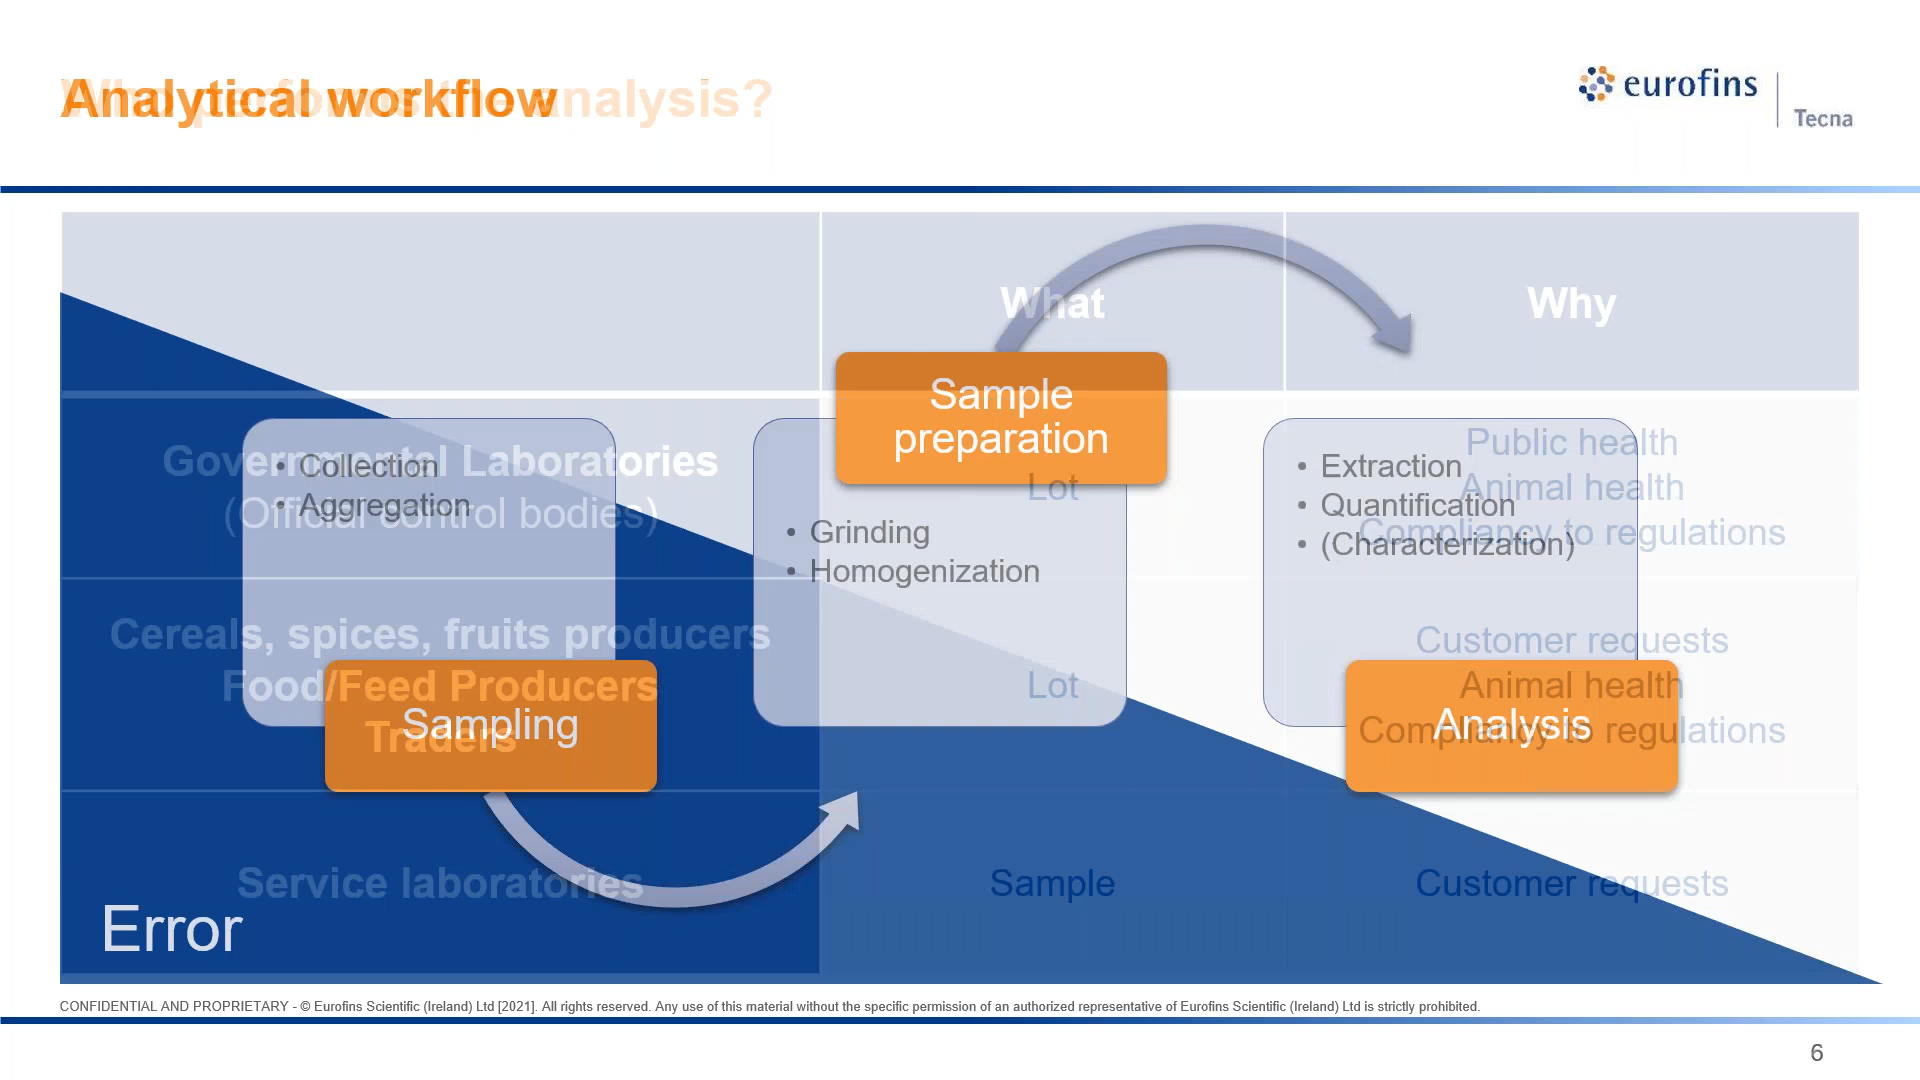 Analytical workflow
Who performs the analysis?
eurofins
Tecna
What
Why
Sample
preparation
Governmental Laboratories
(Official control bodies)
• Collection
• Aggregation
Lot
• Grinding
• Homogenization
Public health
Animal health
Compliancy to regulations
• Extraction
• Quantification
• (Characterization)
Cereals, spices, fruits producers
Food/Feed Producers
Traders
Sampling
Lot
Customer requests
Animal health
Compliancy to regulations
Analysis
Service laboratories
Sample
Customer requests
Error
CONFIDENTIAL AND PROPRIETARY - © Eurofins Scientific (Ireland) Ltd [2021]. All rights reserved. Any use of this material without the specific permission of an authorized representative of Eurofins Scientific (Ireland) Ltd is strictly prohibited.
6